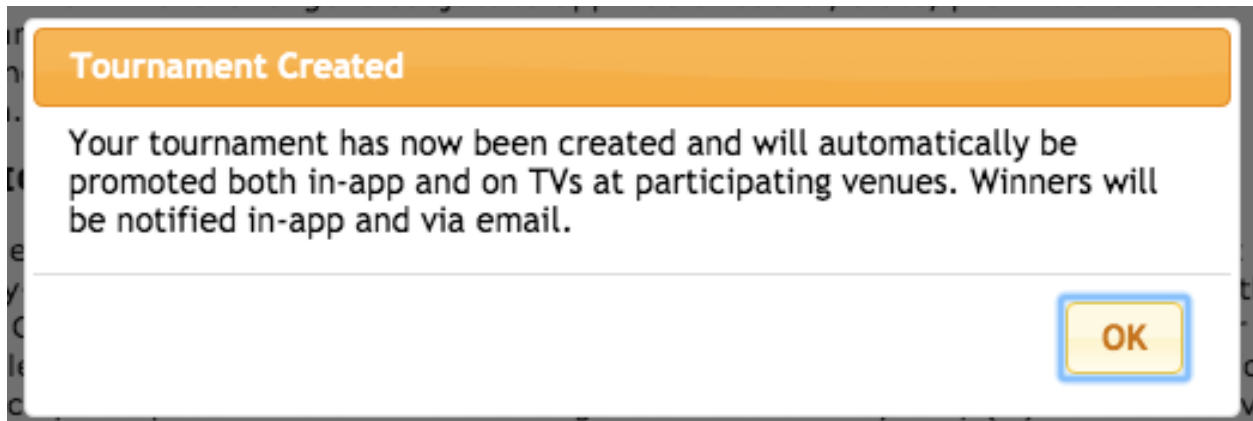 Tournament Created
Your tournament has now been created and will automatically be
promoted both in-app and on TVs at participating venues. Winners will
be notified in-app and via email.
OK